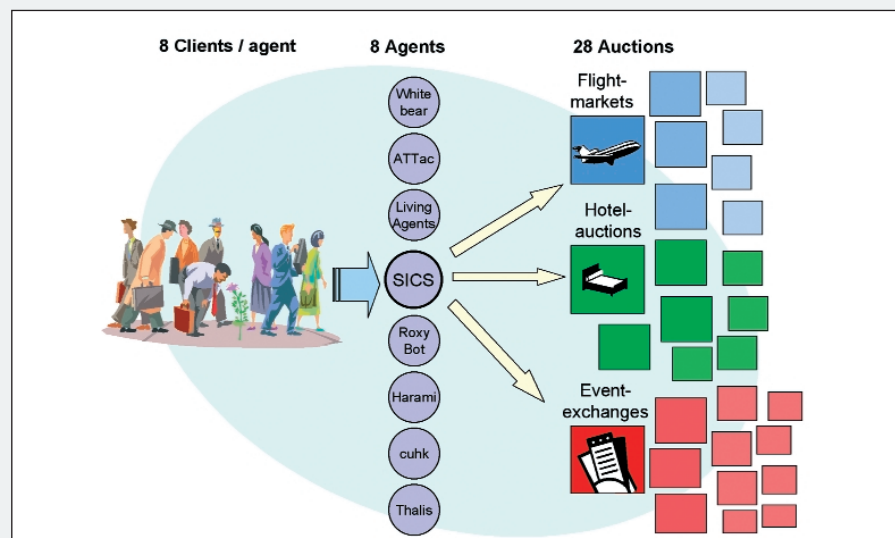 8 Clients / agent
8 Agents
28 Auctions
White
bear
ATTac
Living
Agents
SICS
Roxy
Bot
Harami
cuhk
Thalis
Flight-
markets
Hotel-
auctions
Event-
exchanges